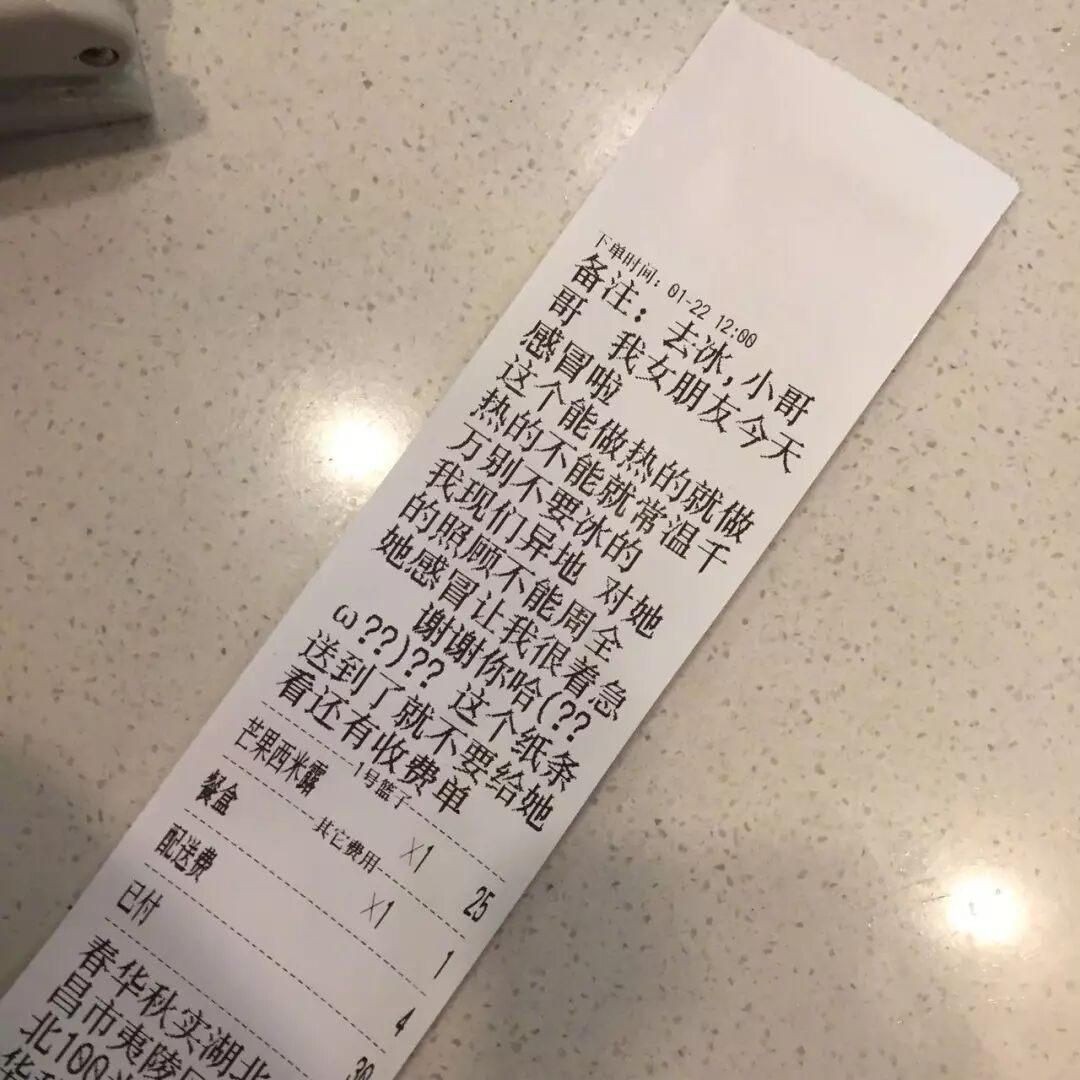 下单时间：01-22 12:00
备注：去冰,小哥
哥 我女朋友今天
感冒啦
这个能做热的就做
热的不能就常温千
万别不要冰的
我现们异地 对她
的照顾不能周全
她感冒让我很着急
谢谢你哈(??
ω??)?? 这个纸条
送到了就不要给她
看还有收费单
1号篮子
芒果西米露 X1 25
其它费用
餐盒 X1 1
配送费 4
已付 30
春华秋实湖北
昌市夷陵
北100